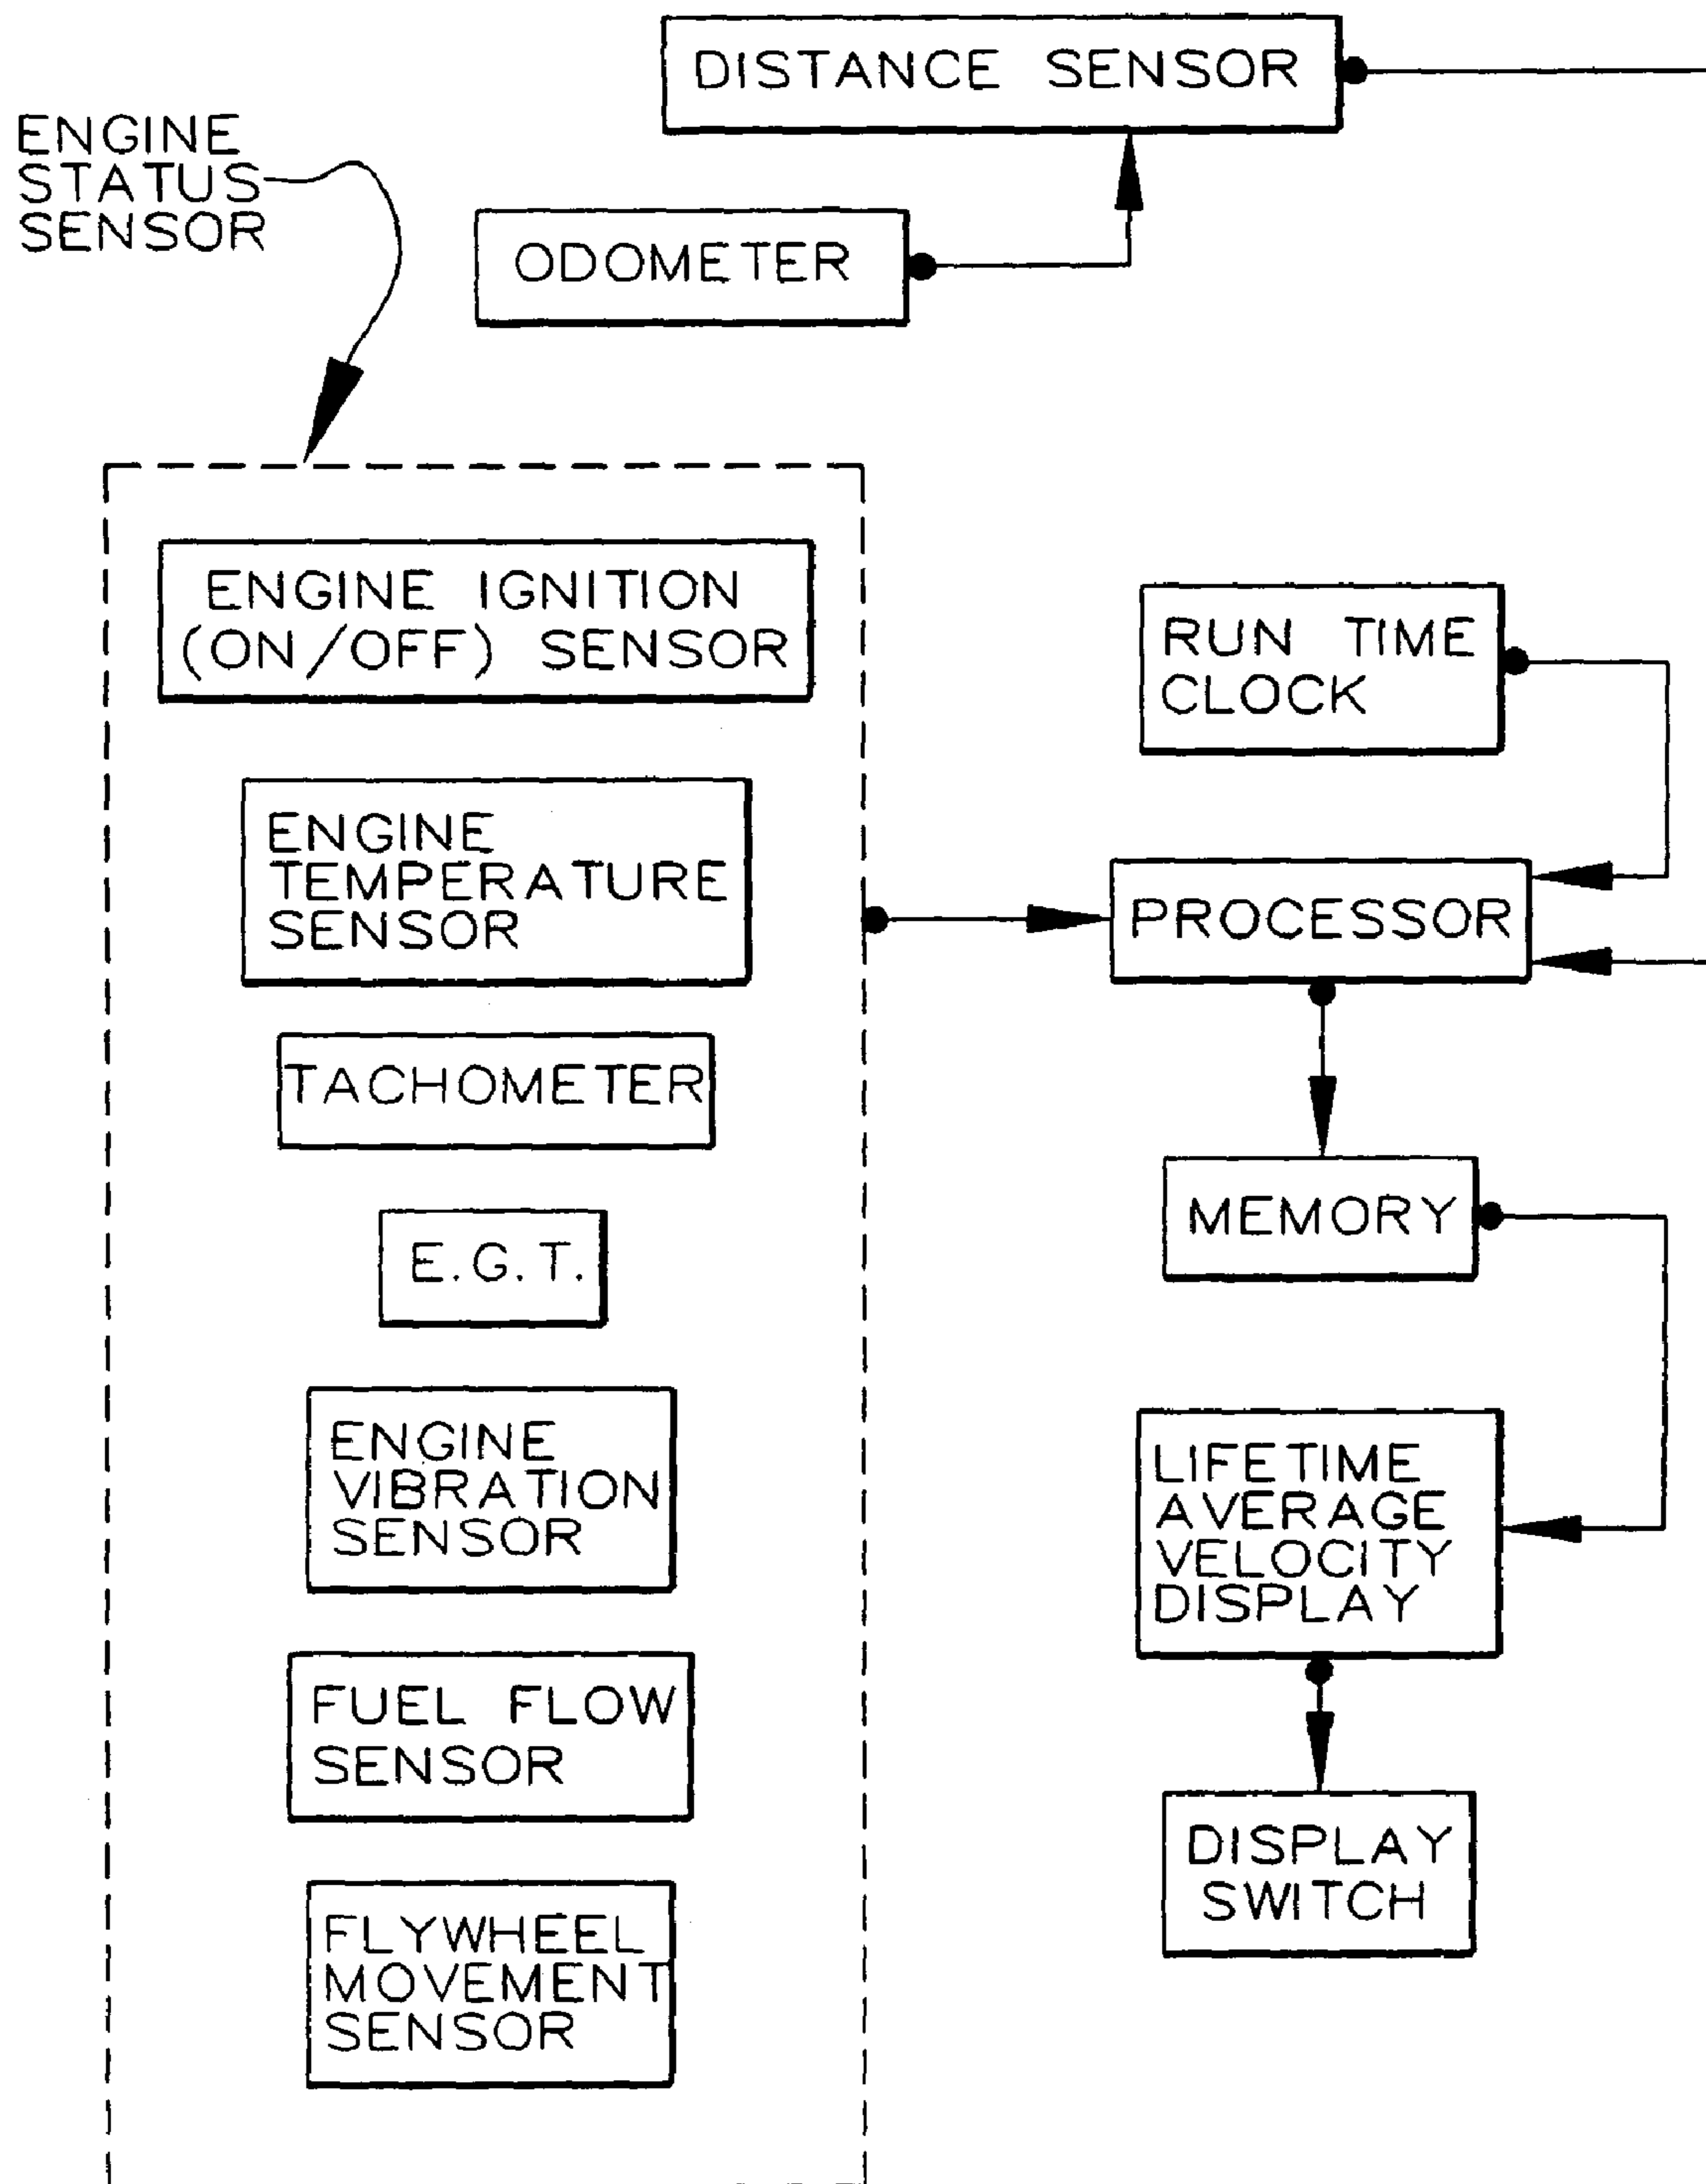 DISTANCE SENSOR
ENGINE
STATUS
SENSOR
ODOMETER
ENGINE IGNITION
(ON/OFF) SENSOR
RUN TIME
CLOCK
ENGINE
TEMPERATURE
SENSOR
PROCESSOR
TACHOMETER
MEMORY
E.G.T.
ENGINE
VIBRATION
SENSOR
LIFETIME
AVERAGE
VELOCITY
DISPLAY
FUEL FLOW
SENSOR
DISPLAY
SWITCH
FLYWHEEL
MOVEMENT
SENSOR